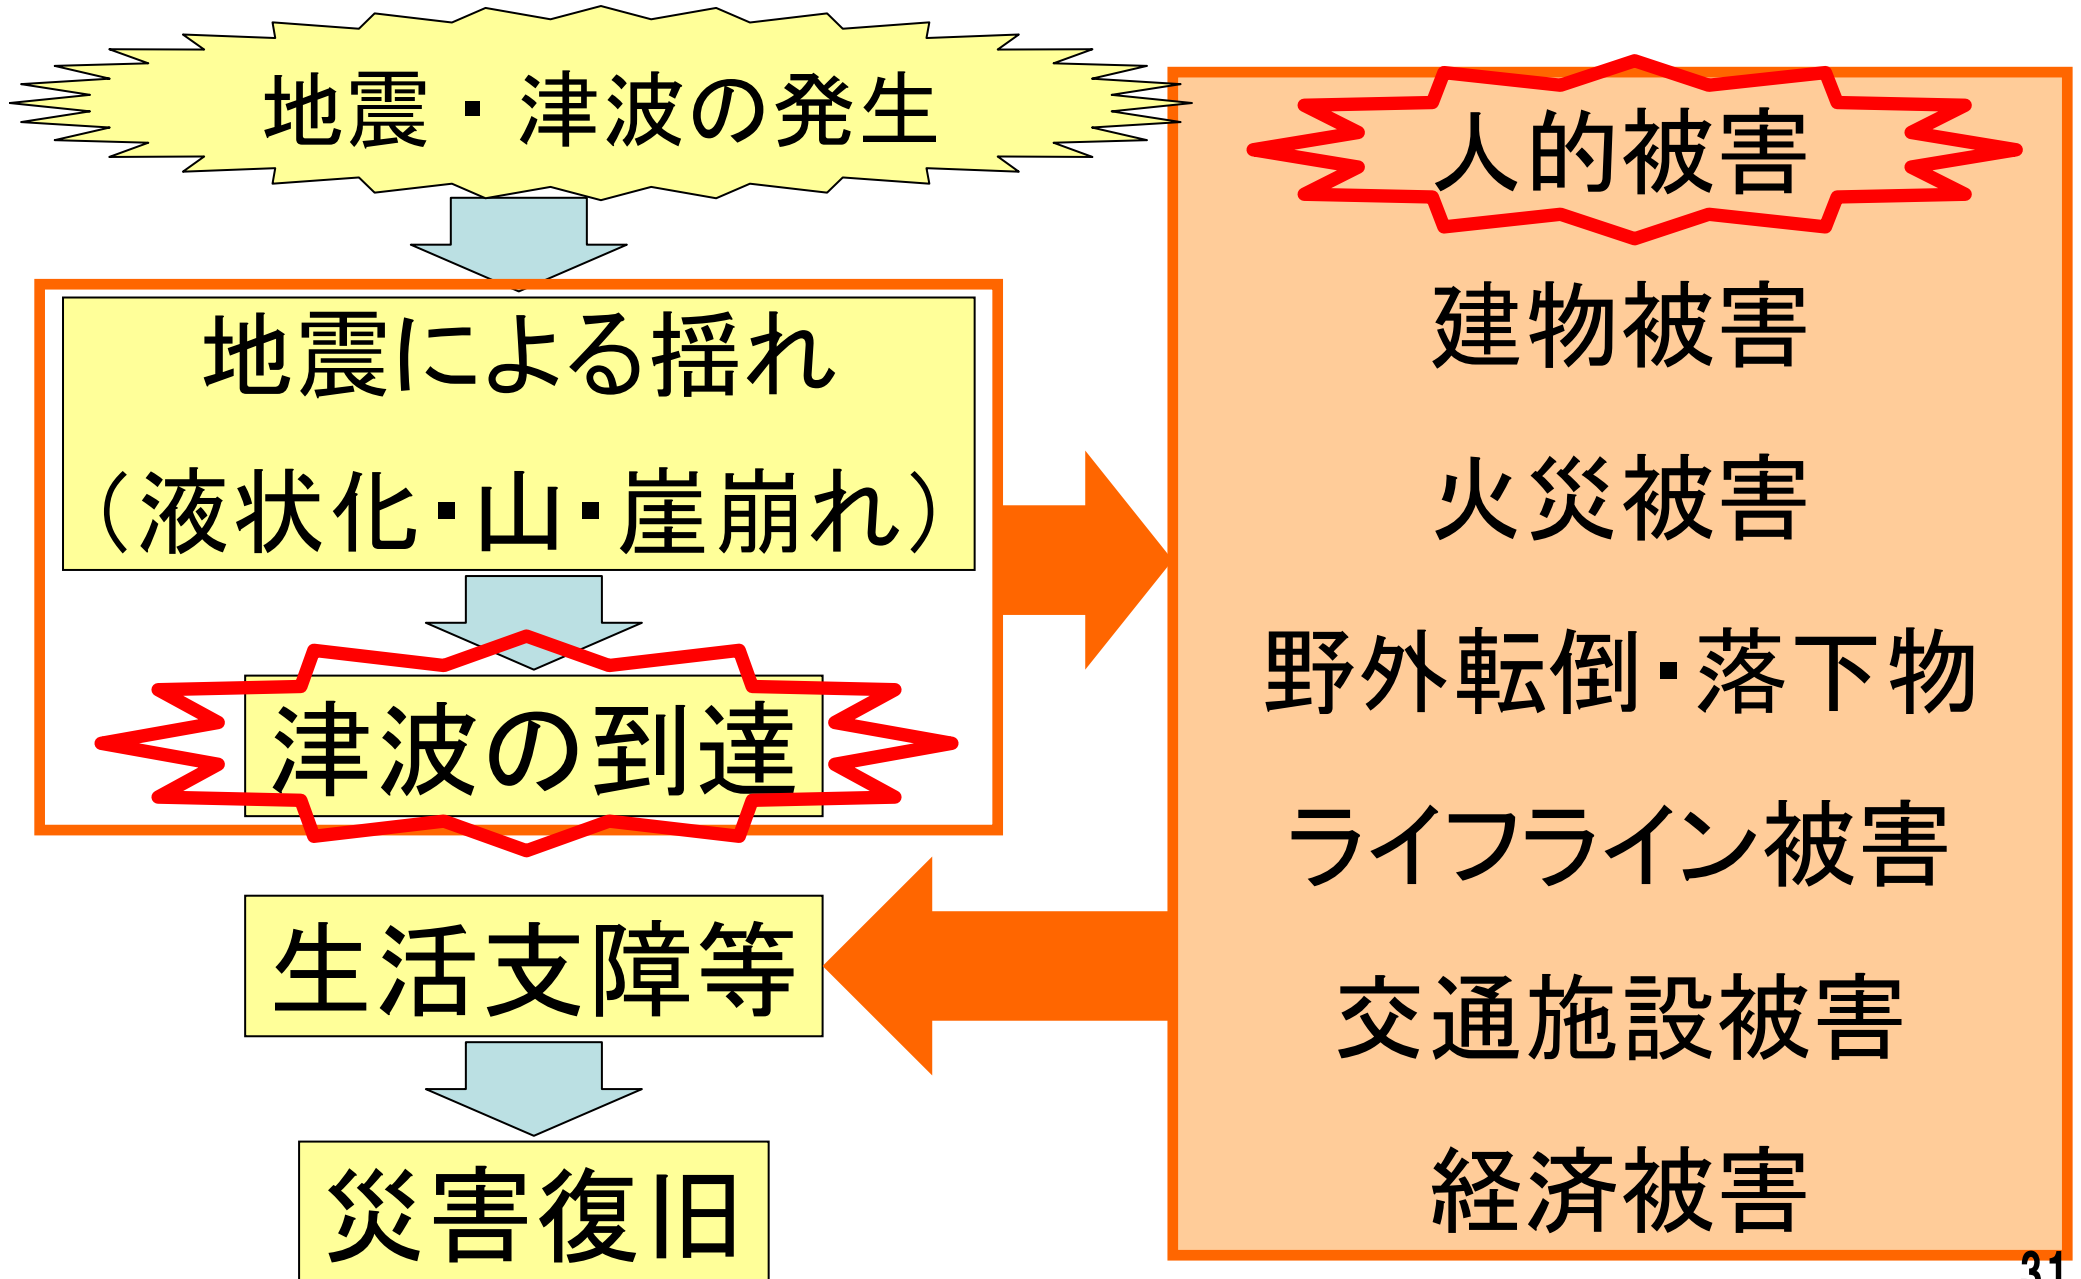 地震・津波の発生
地震による揺れ
（液状化・山・崖崩れ）
津波の到達
生活支障等
災害復旧
人的被害
建物被害
火災被害
野外転倒・落下物
ライフライン被害
交通施設被害
経済被害
31